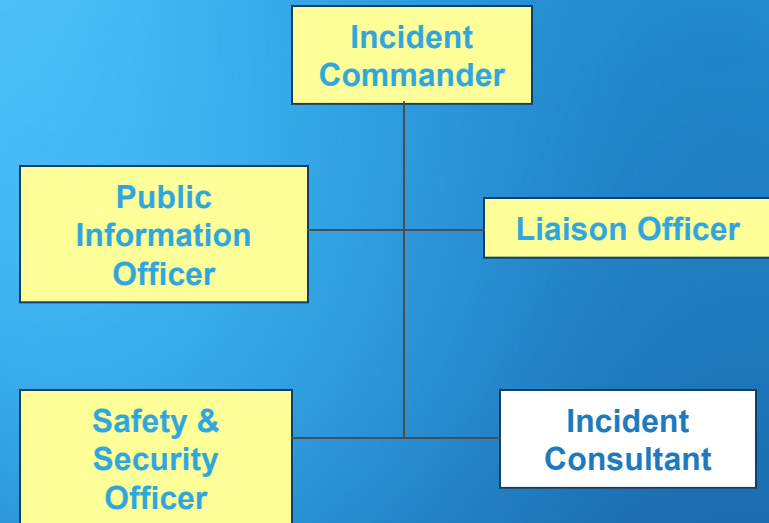 Incident
Commander
Public
Information
Officer
Liaison Officer
Safety &
Security
Officer
Incident
Consultant